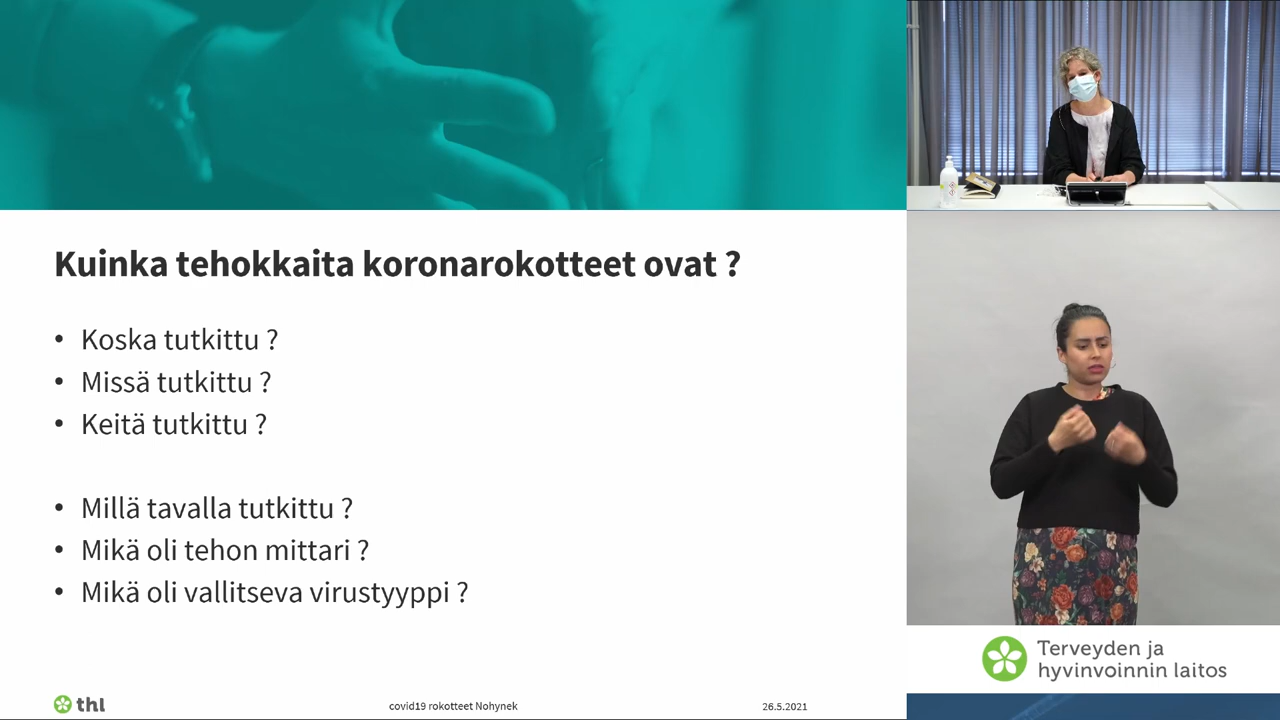 Kuinka tehokkaita koronarokotteet ovat ?
• Koska tutkittu ?
• Missä tutkittu ?
• Keitä tutkittu ?
• Millä tavalla tutkittu ?
• Mikä oli tehon mittari ?
• Mikä oli vallitseva virustyyppi ?
thl
covid19 rokotteet Nohynek
26.5.2021
Terveyden ja
hyvinvoinnin laitos